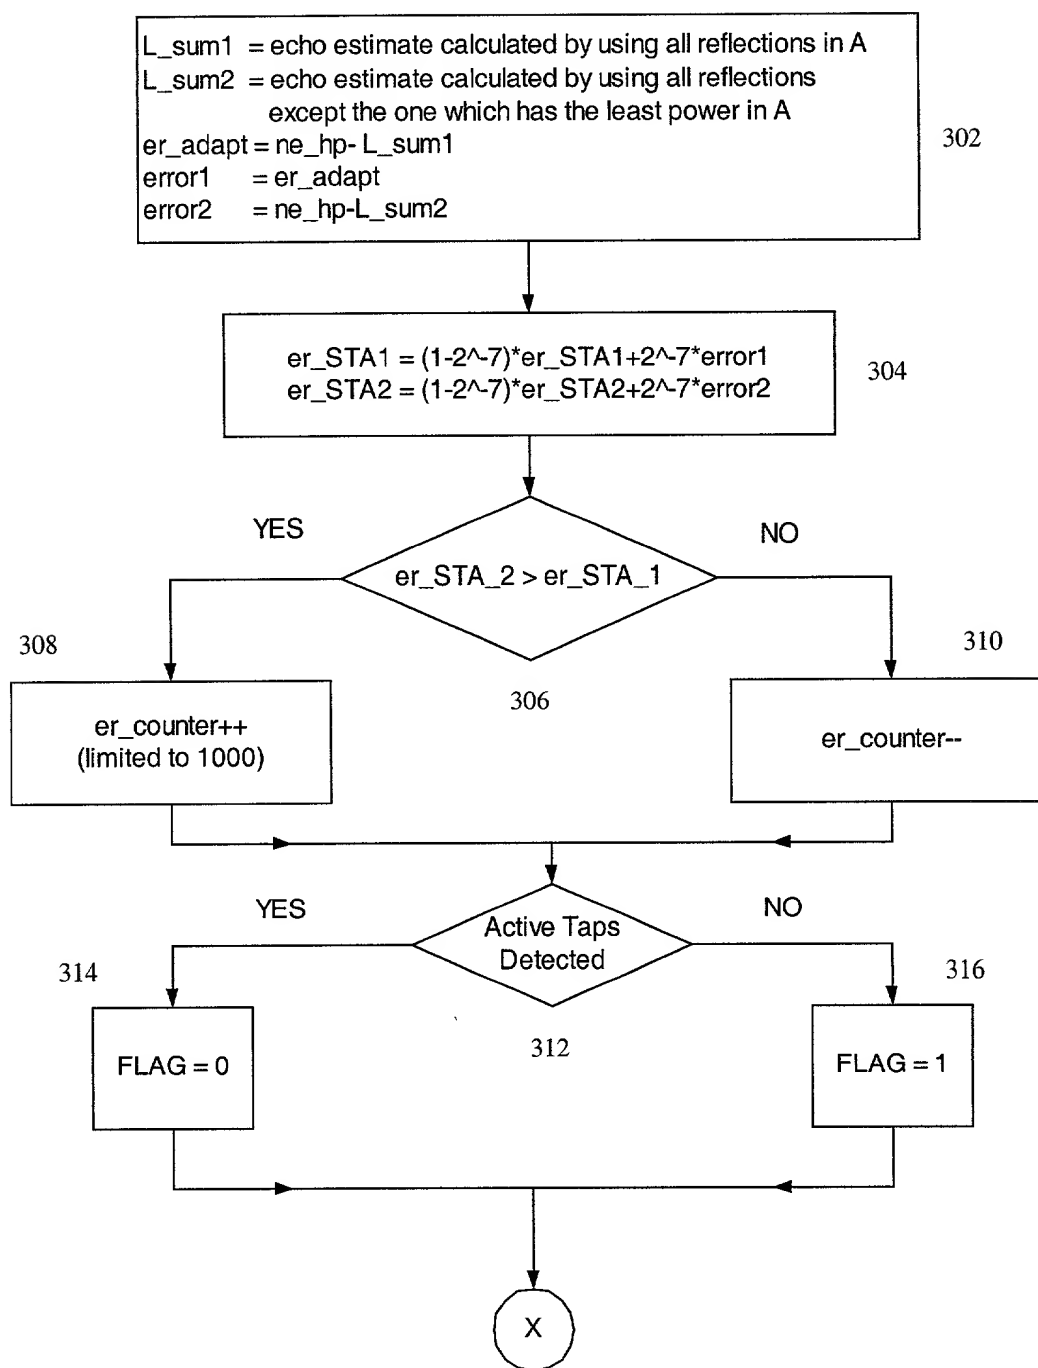 L_sum1 = echo estimate calculated by using all reflections in A
L_sum2 = echo estimate calculated by using all reflections
except the one which has the least power in A
er_adapt = ne_hp- L_sum1
error1 = er_adapt
error2 = ne_hp-L_sum2
302
er_STA1 = (1-2^-7)*er_STA1+2^-7*error1
er_STA2 = (1-2^-7)*er_STA2+2^-7*error2
304
YES
NO
er_STA_2 > er_STA_1
306
308
310
er_counter++
(limited to 1000)
er_counter--
YES
NO
Active Taps
Detected
312
314
316
FLAG = 0
FLAG = 1
X